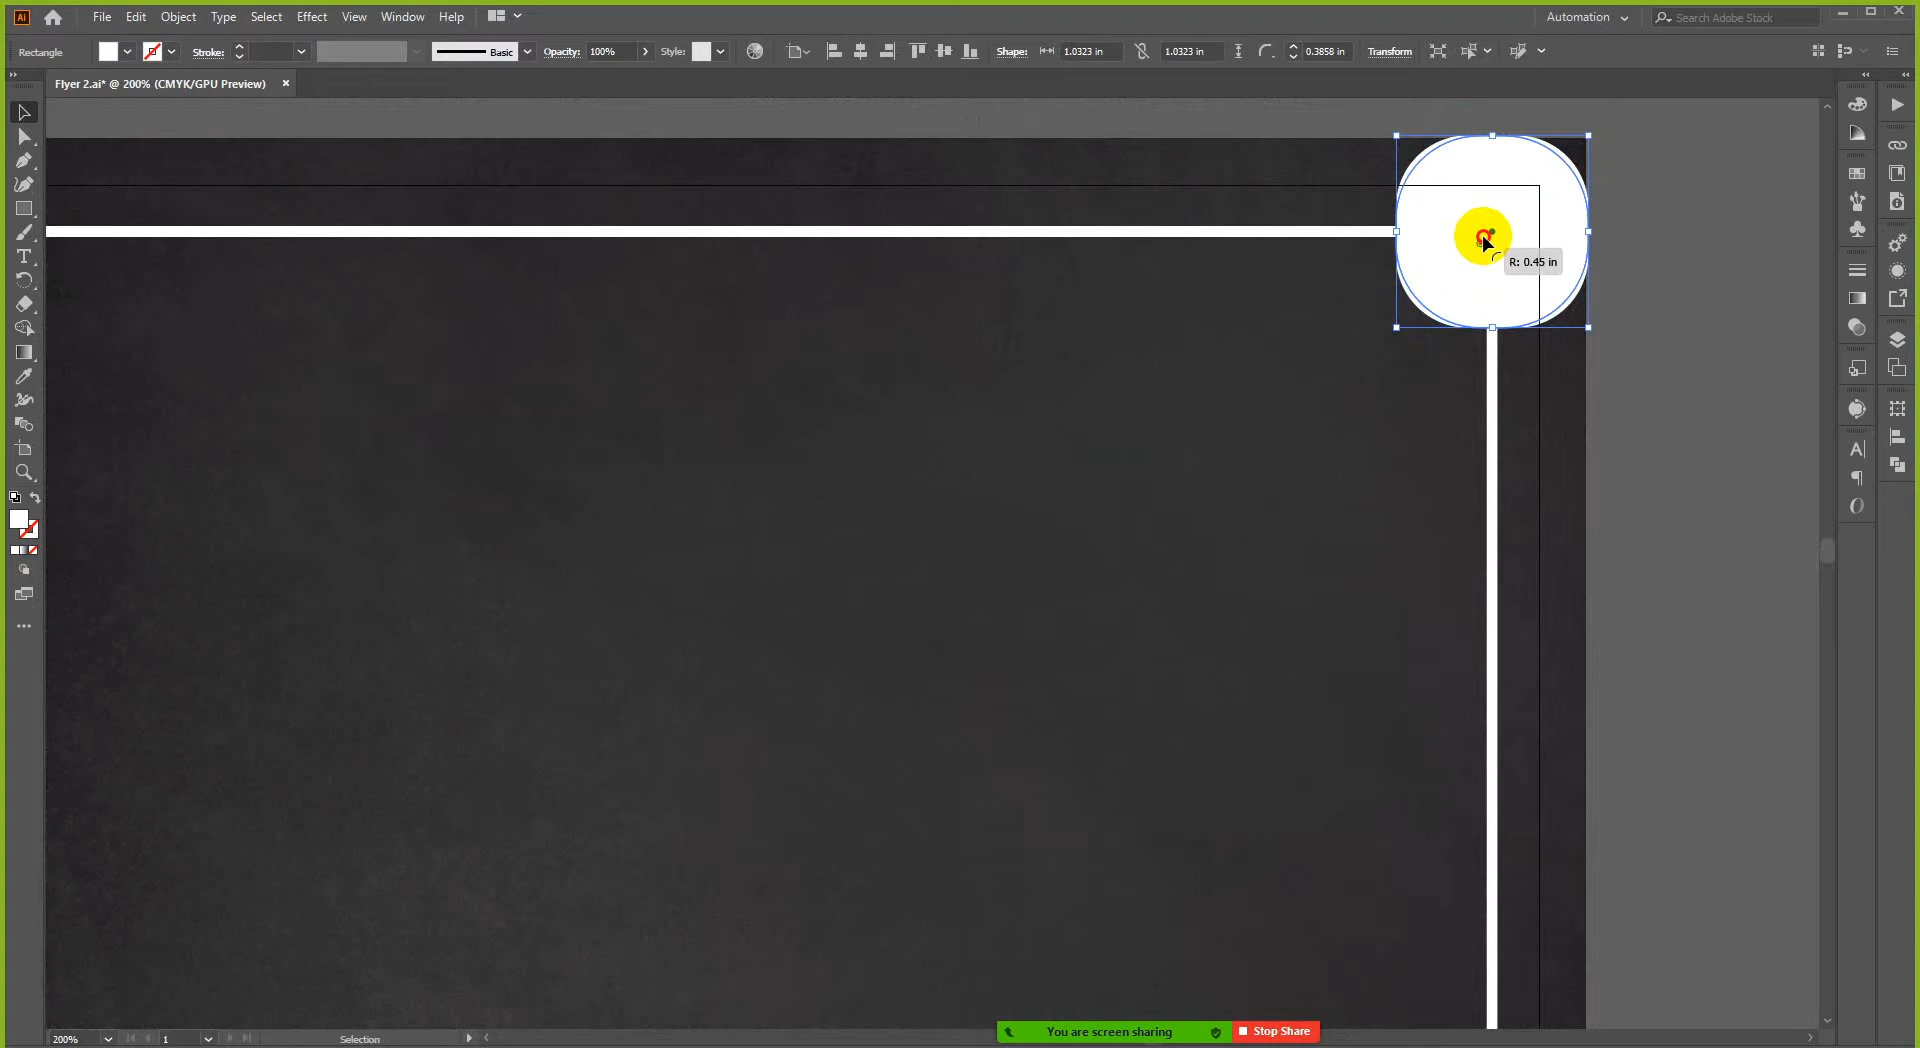 Ai File Edit Object Type Select Effect View Window Help Automation Search Adobe Stock
Rectangle Stroke: Basic Opacity: 100% Style: Shape: 1.0323 in 1.0323 in 0.3858 in Transform
Flyer 2.ai* @ 200% (CMYK/GPU Preview) ×
R: 0.45 in
200% 1 Selection
You are screen sharing Stop Share